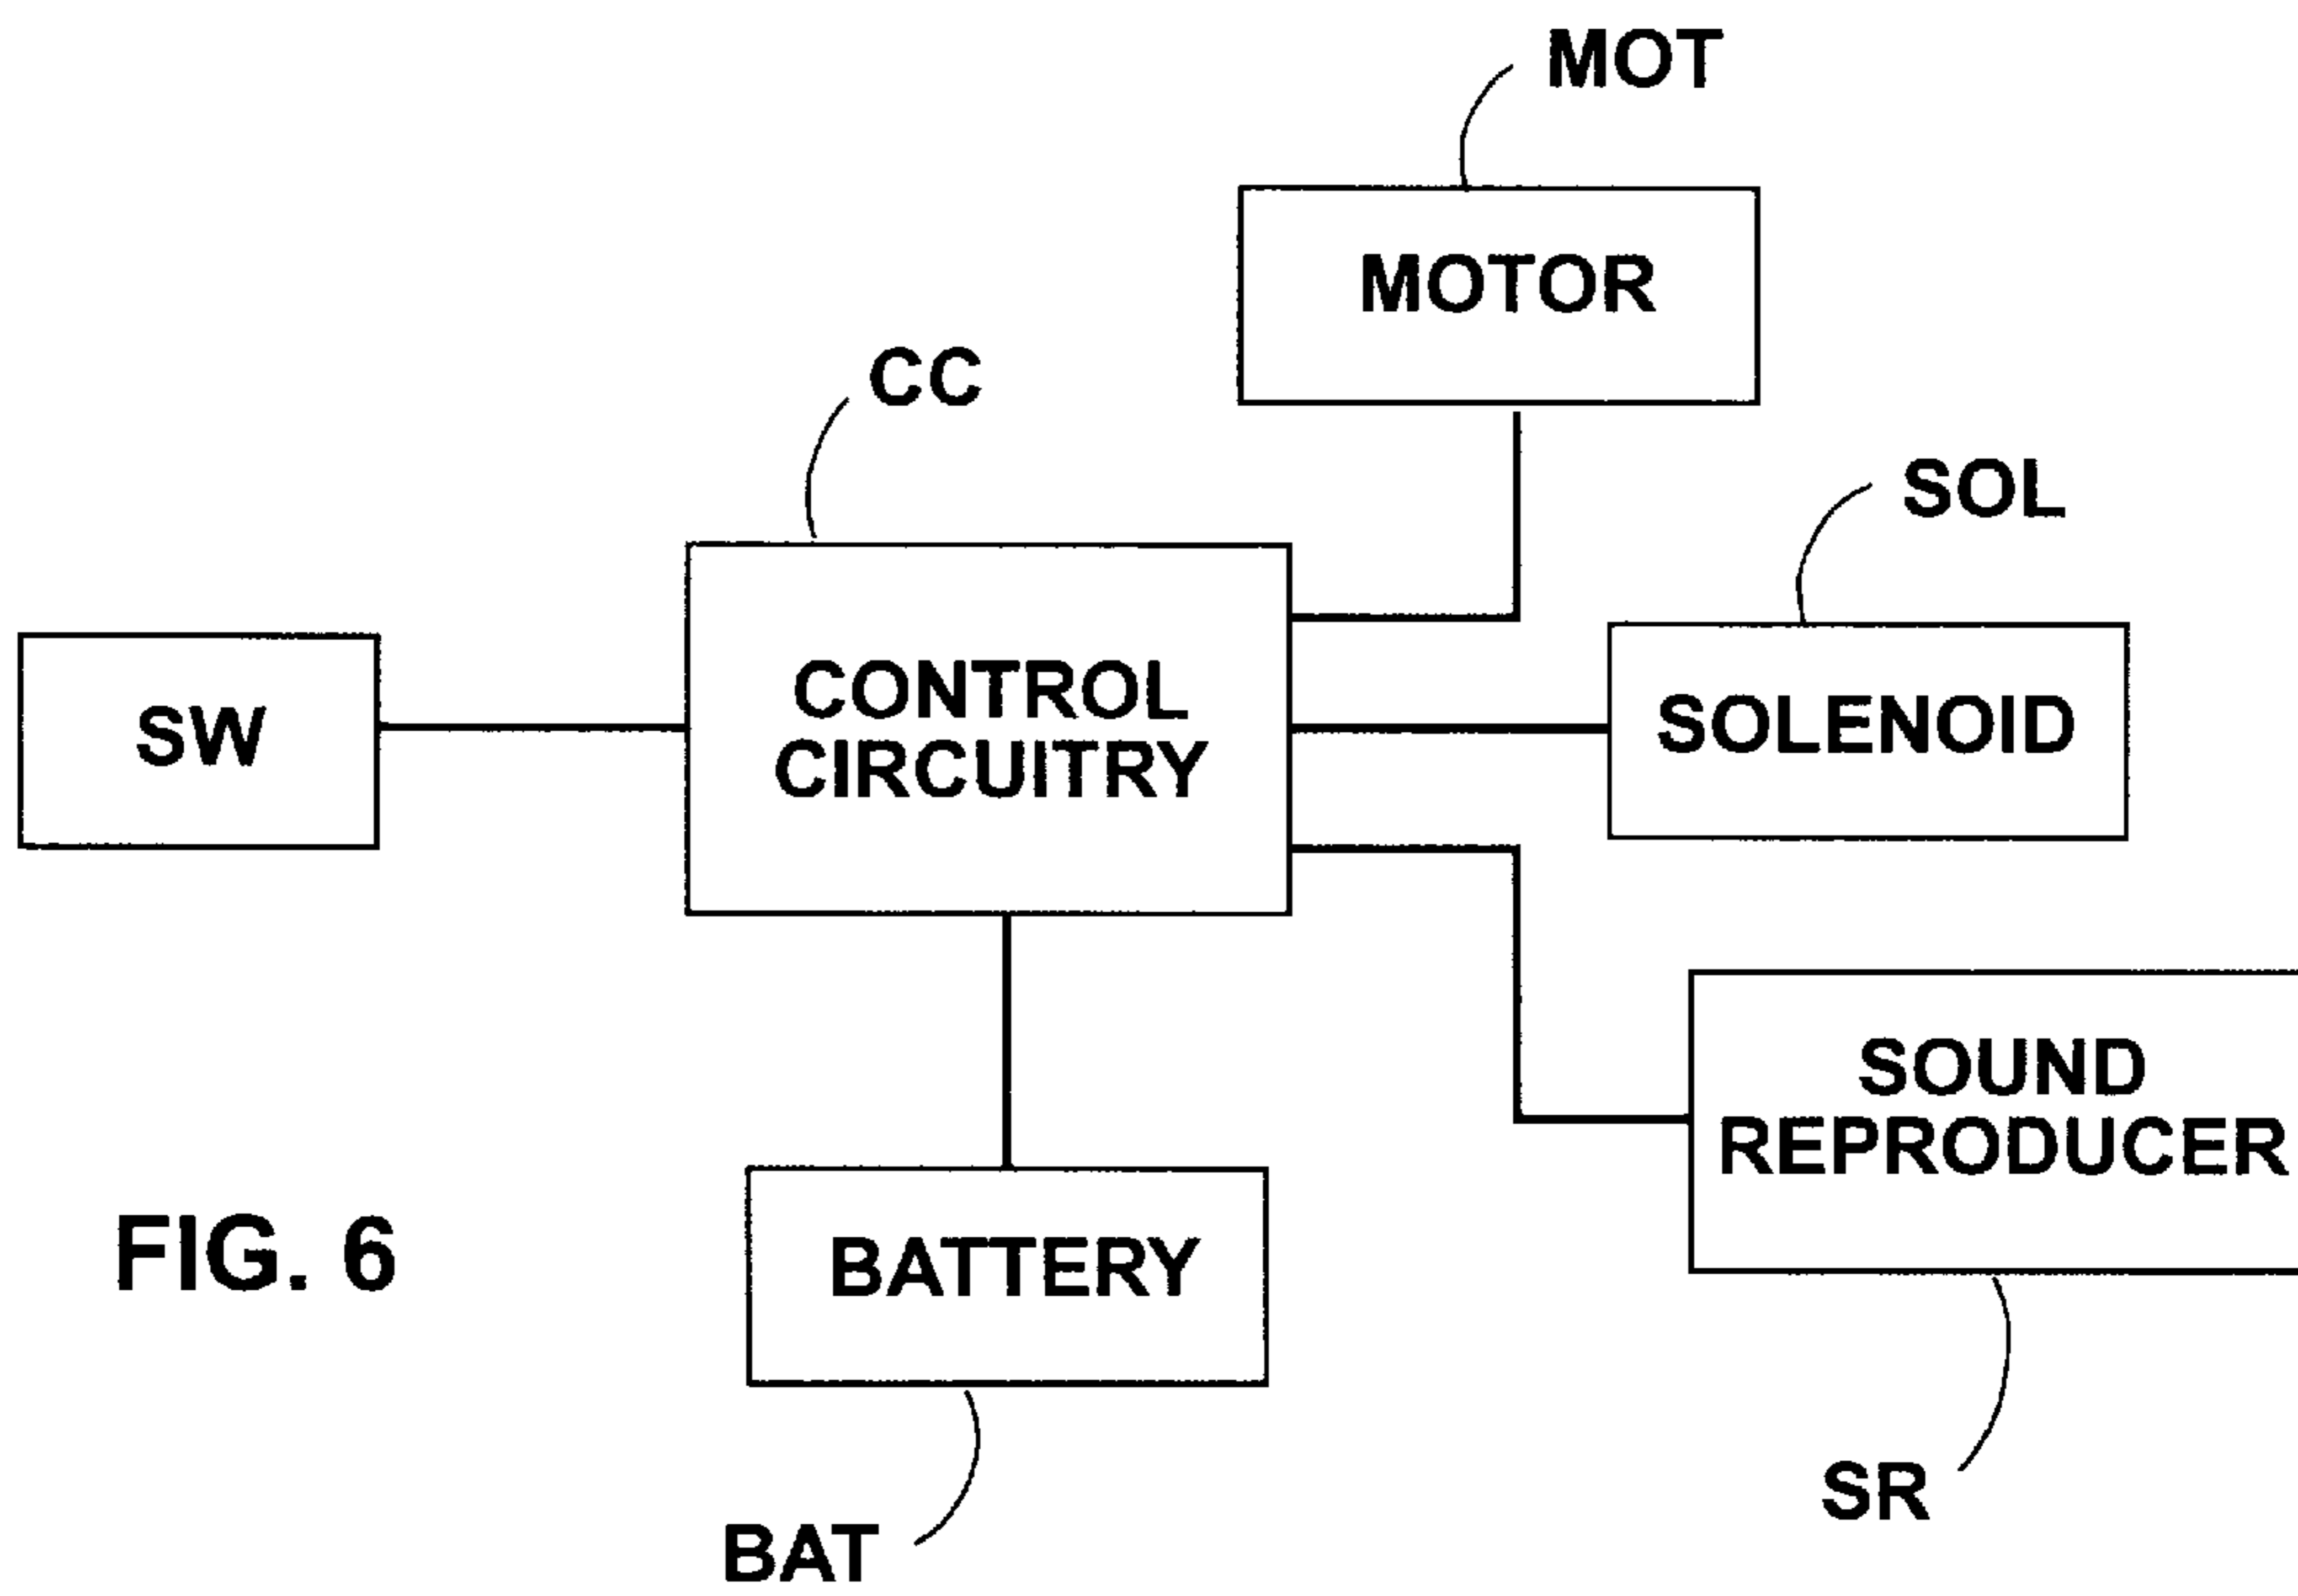 MOT
MOTOR
CC
SOL
SW
CONTROL
CIRCUITRY
SOLENOID
SOUND
REPRODUCER
BATTERY
FIG. 6
SR
BAT